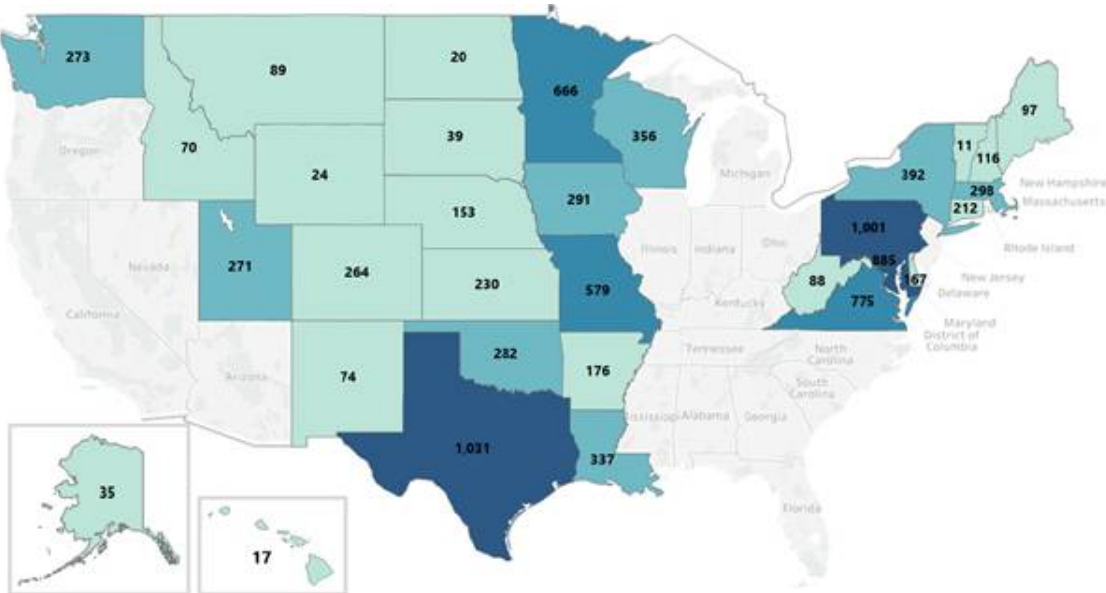 273
89
20
666
356
97
70
39
11
116
Oregon
24
Michigan
392
New Hampshire
298
Massachusetts
291
153
212
1,001
Rhode Island
Illinois
Indiana
Ohio
885
Nevada
271
264
230
88
167
New Jersey
579
775
Delaware
Kentucky
California
Maryland
District of
Columbia
282
Tennessee
North
Carolina
Arizona
74
176
South
Carolina
ississippi
Alabama
Georgia
1,031
337
35
Florida
17